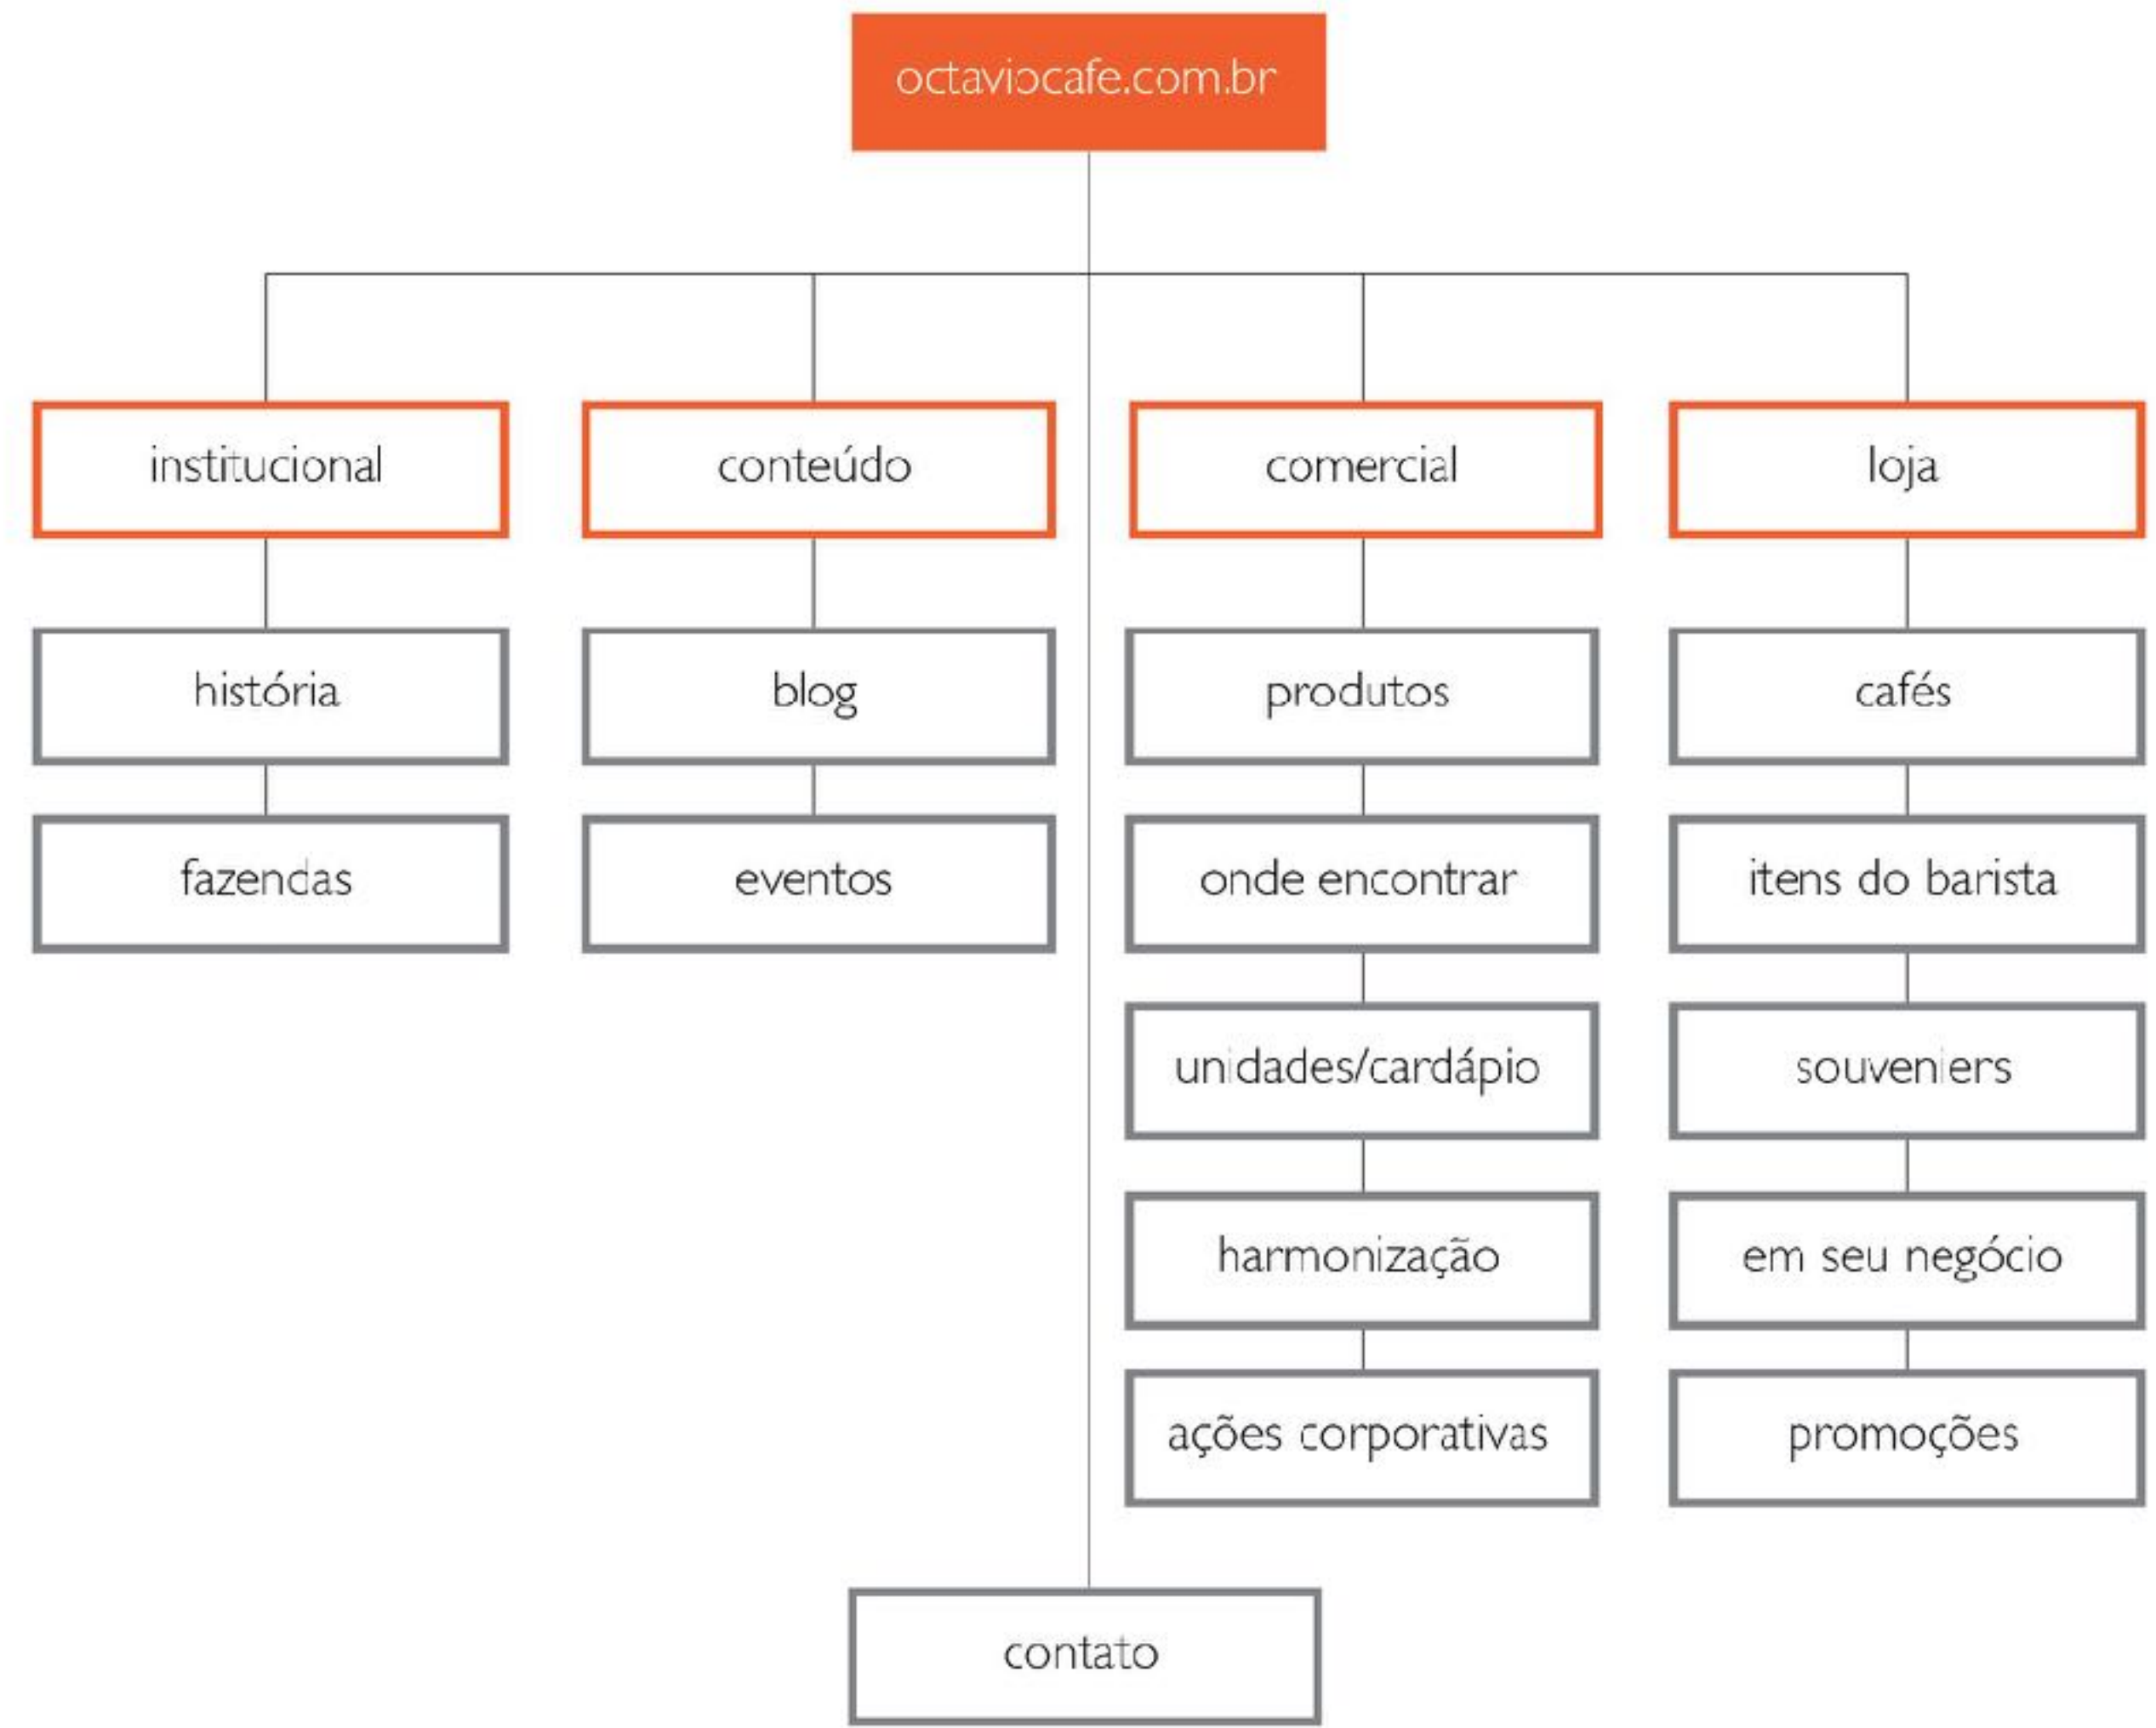 octaviocafe.com.br
institucional
conteúdo
comercial
loja
história
blog
produtos
cafés
fazendas
eventos
onde encontrar
itens do barista
unidades/cardápio
souveniers
harmonização
em seu negócio
ações corporativas
promoções
contato